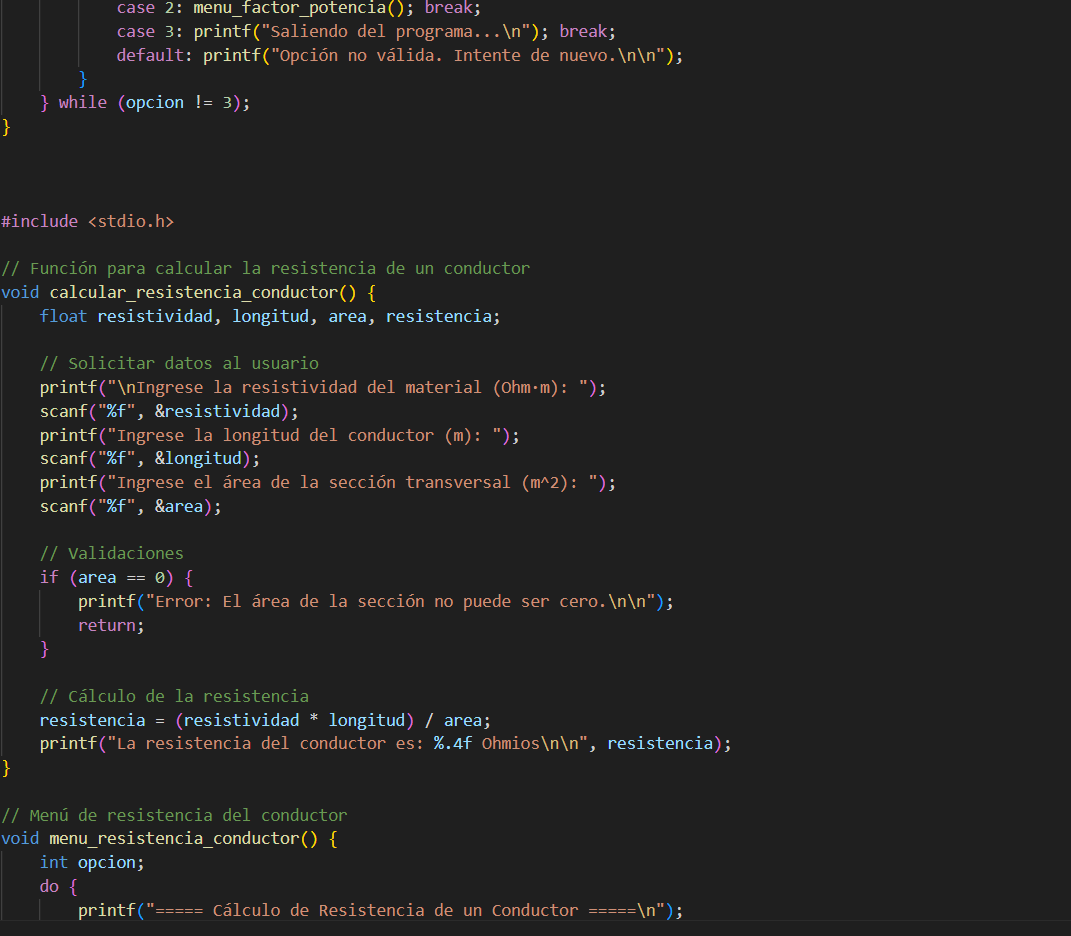 case 2: menu_factor_potencia(); break;
case 3: printf("Saliendo del programa...\n"); break;
default: printf("Opción no válida. Intente de nuevo.\n\n");
}
} while (opcion != 3);
}
#include <stdio.h>
// Función para calcular la resistencia de un conductor
void calcular_resistencia_conductor() {
float resistividad, longitud, area, resistencia;
// Solicitar datos al usuario
printf("\nIngrese la resistividad del material (Ohm·m): ");
scanf("%f", &resistividad);
printf("Ingrese la longitud del conductor (m): ");
scanf("%f", &longitud);
printf("Ingrese el área de la sección transversal (m^2): ");
scanf("%f", &area);
// Validaciones
if (area == 0) {
printf("Error: El área de la sección no puede ser cero.\n\n");
return;
}
// Cálculo de la resistencia
resistencia = (resistividad * longitud) / area;
printf("La resistencia del conductor es: %.4f Ohmios\n\n", resistencia);
}
// Menú de resistencia del conductor
void menu_resistencia_conductor() {
int opcion;
do {
printf("===== Cálculo de Resistencia de un Conductor =====\n");